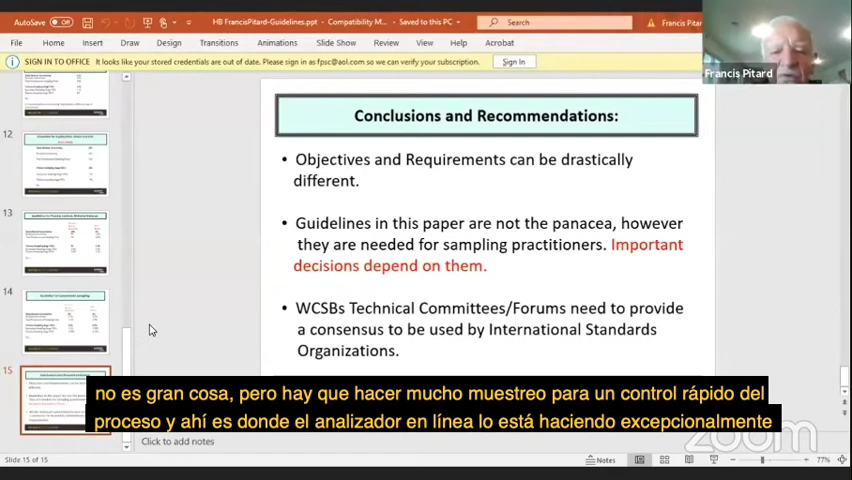 AutoSave Off
HB FrancisPitard-Guidelines.ppt - Compatibility M... - Saved to this PC
Search
Francis Pitard
File Home Insert Draw Design Transitions Animations Slide Show Review View Help Acrobat
SIGN IN TO OFFICE It looks like your stored credentials are out of date. Please sign in as fpsc@aol.com so we can verify your subscription. Sign In
Francis Pitard
12
13
14
15
Conclusions and Recommendations:
• Objectives and Requirements can be drastically
different.
• Guidelines in this paper are not the panacea, however
they are needed for sampling practitioners. Important
decisions depend on them.
• WCSBs Technical Committees/Forums need to provide
a consensus to be used by International Standards
Organizations.
no es gran cosa, pero hay que hacer mucho muestreo para un control rápido del
proceso y ahí es donde el analizador en línea lo está haciendo excepcionalmente
Click to add notes
zoom
Slide 15 of 15
Notes
77%